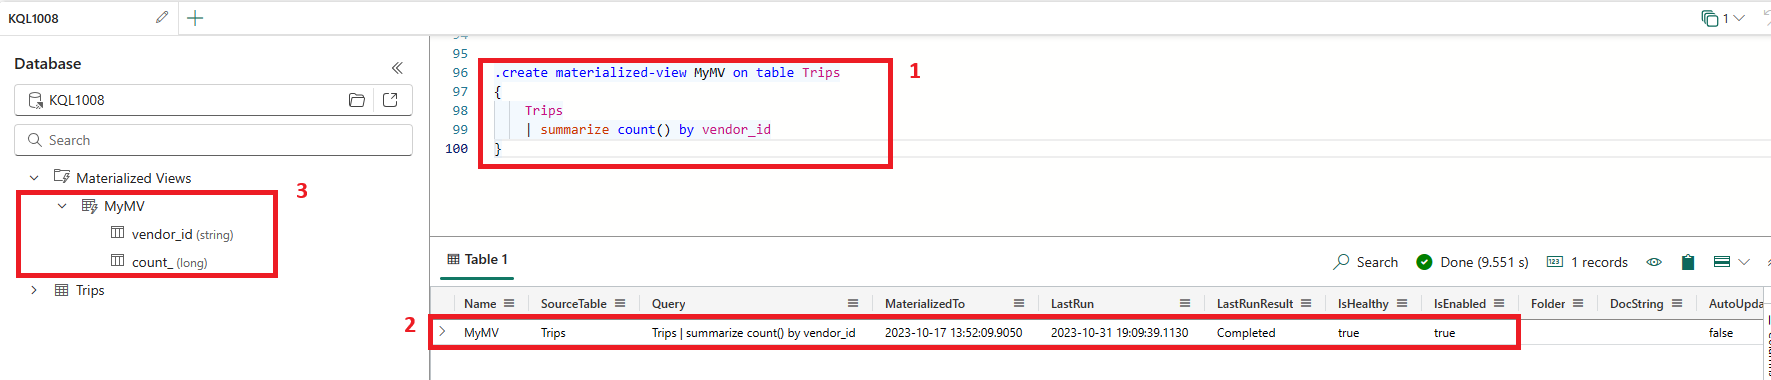 KQL1008
1
Database
KQL1008
Search
Materialized Views
MyMV
vendor_id (string)
count_ (long)
Trips
3
95
96 .create materialized-view MyMV on table Trips
97 {
98 Trips
99 | summarize count() by vendor_id
100 }
1
Table 1
Search
Done (9.551 s)
123
1 records
Name SourceTable Query MaterializedTo LastRun LastRunResult IsHealthy IsEnabled Folder DocString AutoUpda
2
MyMV Trips Trips | summarize count() by vendor_id 2023-10-17 13:52:09.9050 2023-10-31 19:09:39.1130 Completed true true false